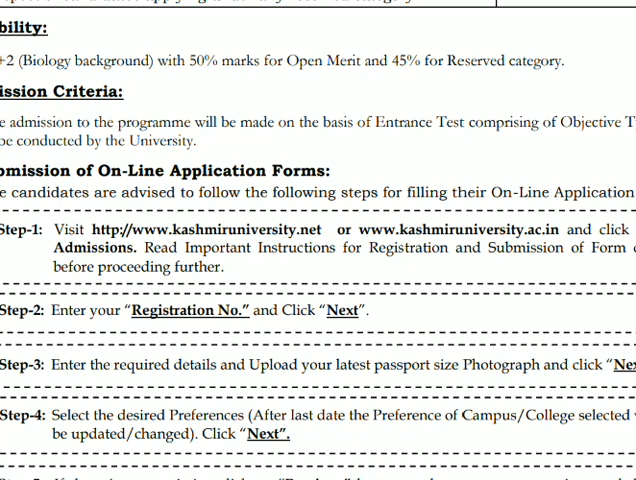 bility:
+2 (Biology background) with 50% marks for Open Merit and 45% for Reserved category.
ission Criteria:
e admission to the programme will be made on the basis of Entrance Test comprising of Objective T
be conducted by the University.
bmission of On-Line Application Forms:
e candidates are advised to follow the following steps for filling their On-Line Application
Step-1: Visit http://www.kashmiruniversity.net or www.kashmiruniversity.ac.in and click
Admissions. Read Important Instructions for Registration and Submission of Form
before proceeding further.
Step-2: Enter your “Registration No.” and Click “Next”.
Step-3: Enter the required details and Upload your latest passport size Photograph and click “Ne
Step-4: Select the desired Preferences (After last date the Preference of Campus/College selected
be updated/changed). Click “Next”.